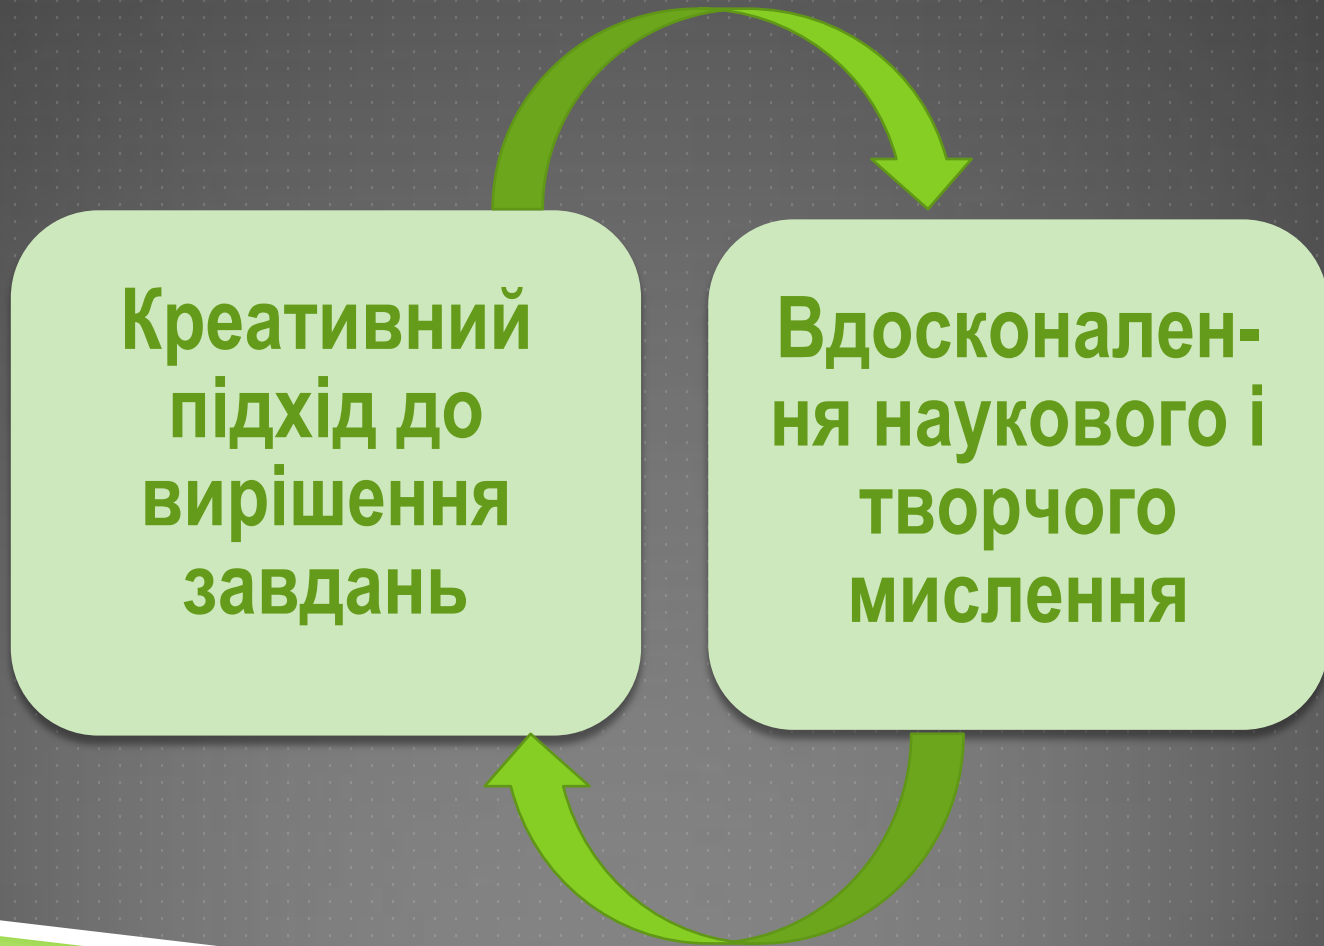 Креативний
підхід до
вирішення
завдань
Вдосконален-
ня наукового і
творчого
мислення